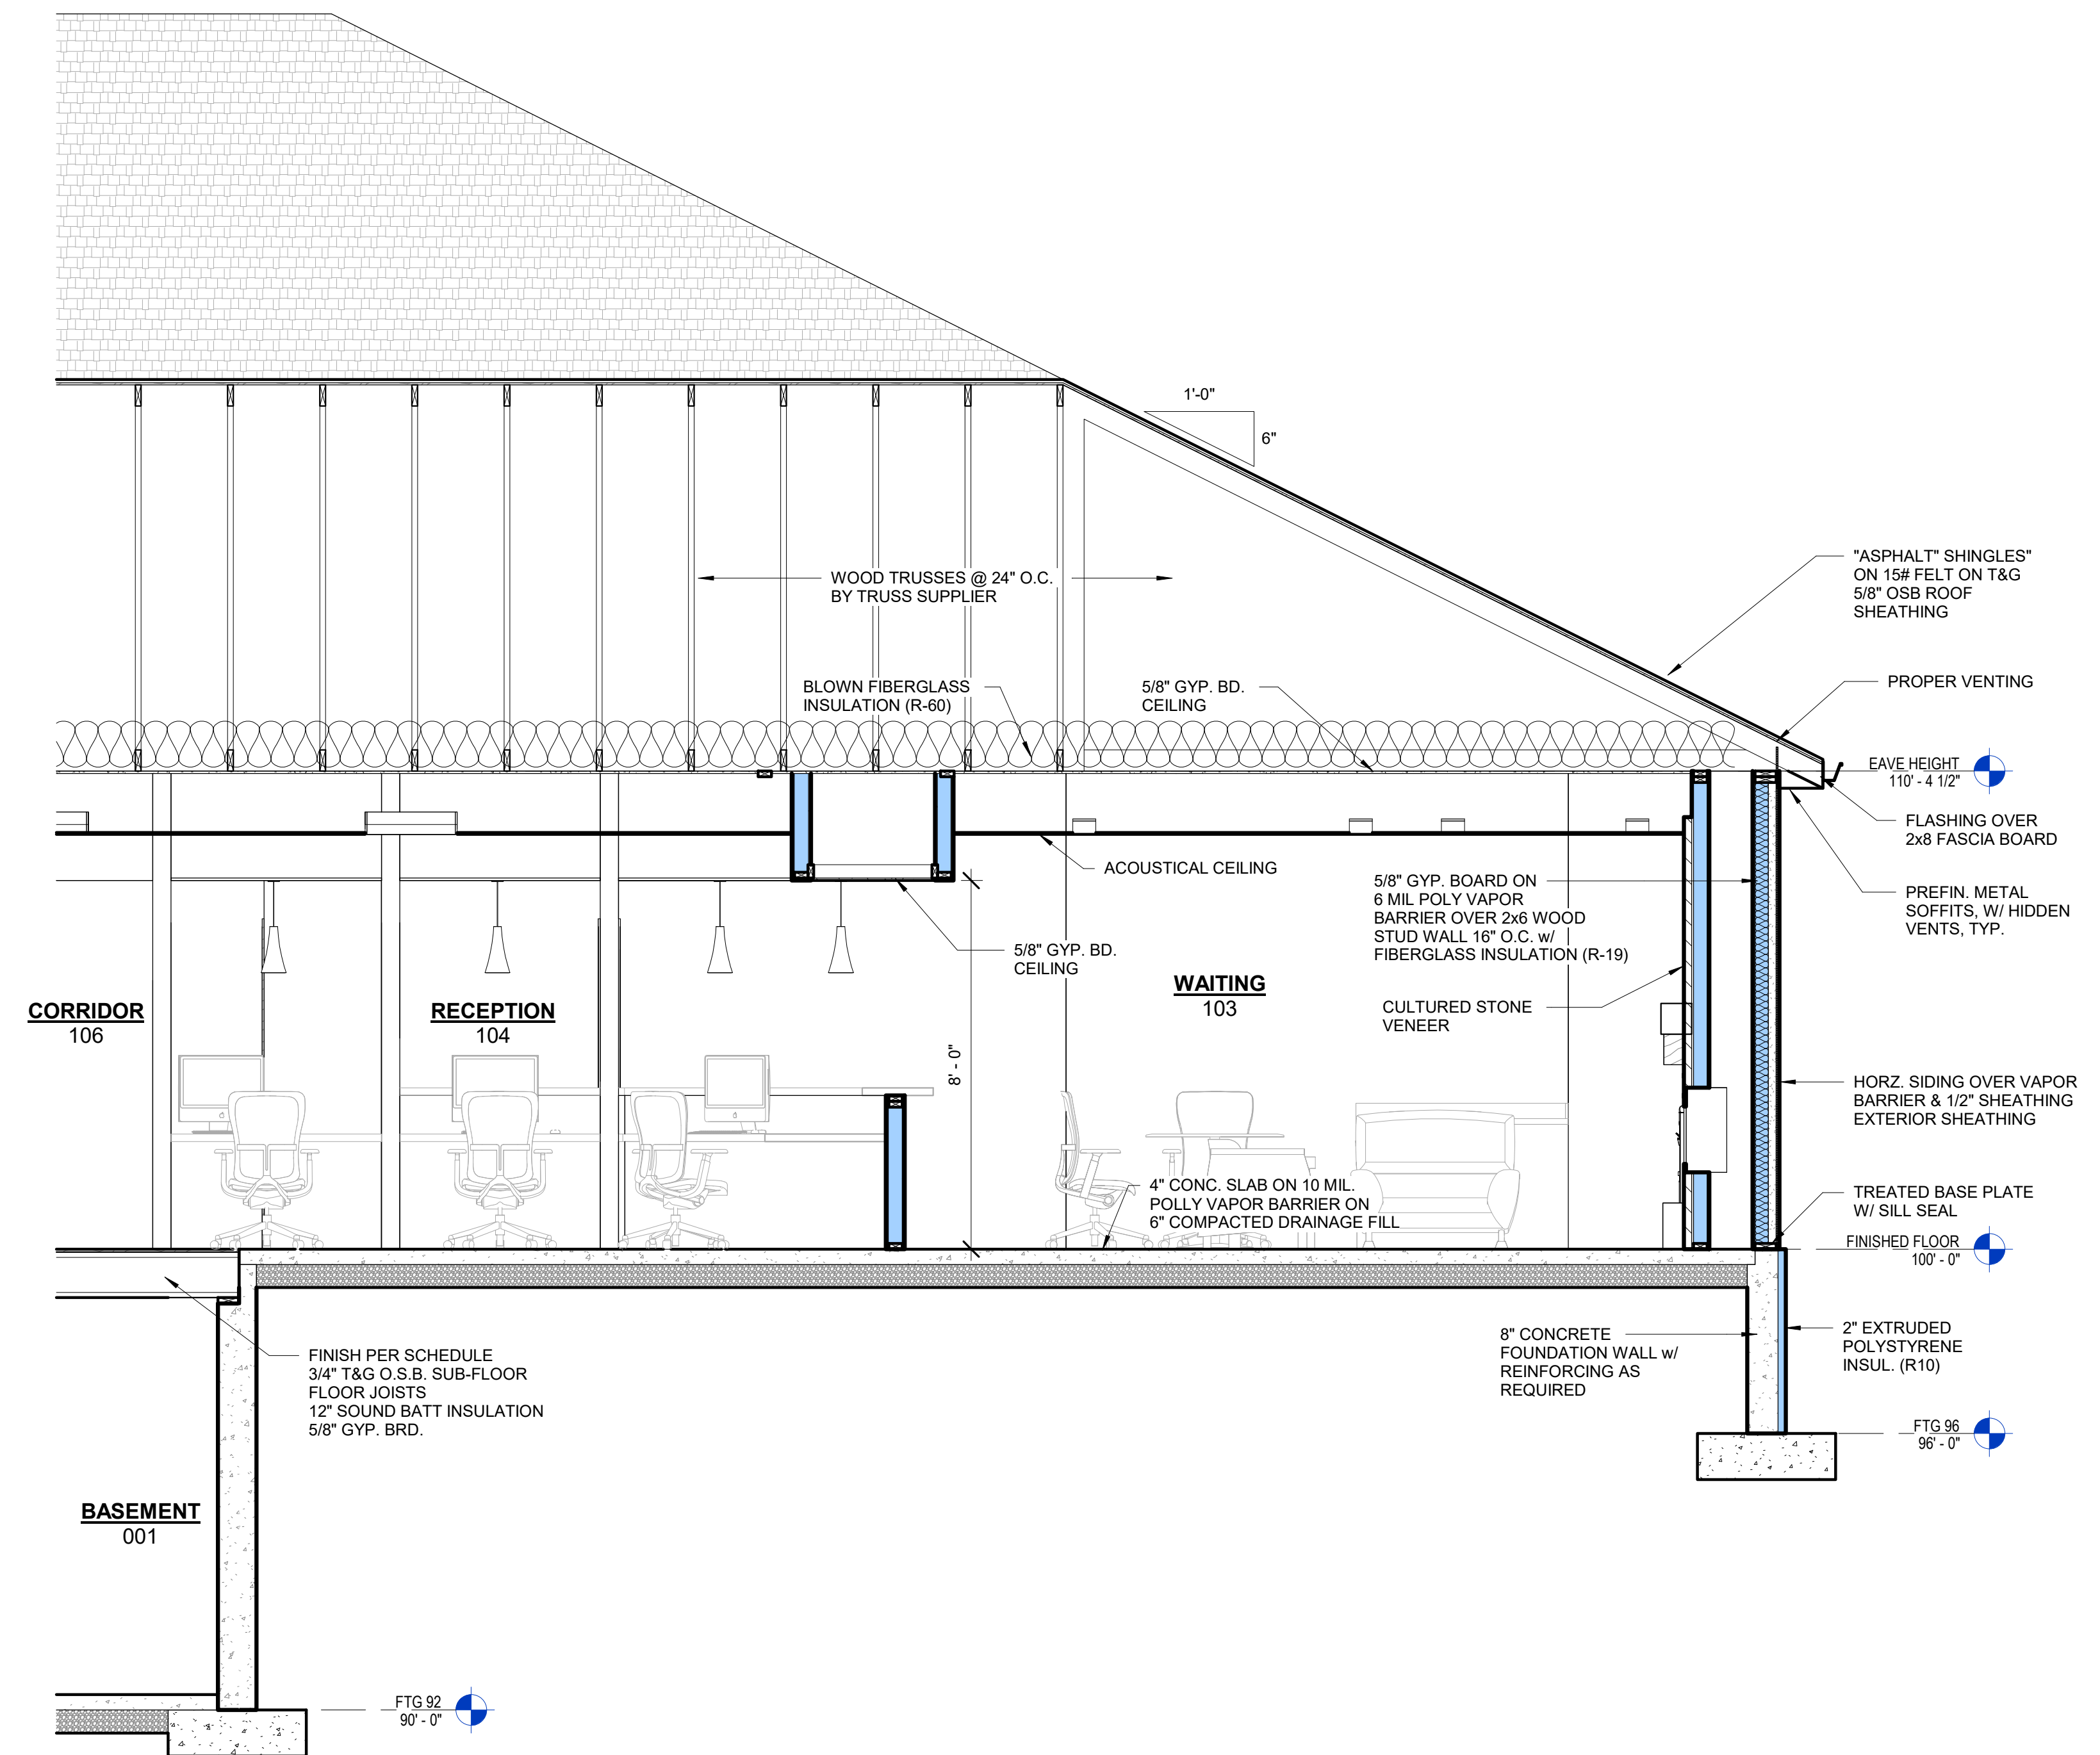 1'-0"
6"
"ASPHALT" SHINGLES"
ON 15# FELT ON T&G
5/8" OSB ROOF
SHEATHING
WOOD TRUSSES @ 24" O.C.
BY TRUSS SUPPLIER
BLOWN FIBERGLASS
INSULATION (R-60)
5/8" GYP. BD.
CEILING
PROPER VENTING
EAVE HEIGHT
110' - 4 1/2"
FLASHING OVER
2x8 FASCIA BOARD
ACOUSTICAL CEILING
5/8" GYP. BOARD ON
6 MIL POLY VAPOR
BARRIER OVER 2x6 WOOD
STUD WALL 16" O.C. w/
FIBERGLASS INSULATION (R-19)
PREFIN. METAL
SOFFITS, W/ HIDDEN
VENTS, TYP.
5/8" GYP. BD.
CEILING
WAITING
103
CORRIDOR
106
RECEPTION
104
CULTURED STONE
VENEER
8' - 0"
HORZ. SIDING OVER VAPOR
BARRIER & 1/2" SHEATHING
EXTERIOR SHEATHING
4" CONC. SLAB ON 10 MIL.
POLLY VAPOR BARRIER ON
6" COMPACTED DRAINAGE FILL
TREATED BASE PLATE
W/ SILL SEAL
FINISHED FLOOR
100' - 0"
FINISH PER SCHEDULE
3/4" T&G O.S.B. SUB-FLOOR
FLOOR JOISTS
12" SOUND BATT INSULATION
5/8" GYP. BRD.
8" CONCRETE
FOUNDATION WALL w/
REINFORCING AS
REQUIRED
2" EXTRUDED
POLYSTYRENE
INSUL. (R10)
FTG 96
96' - 0"
BASEMENT
001
FTG 92
90' - 0"